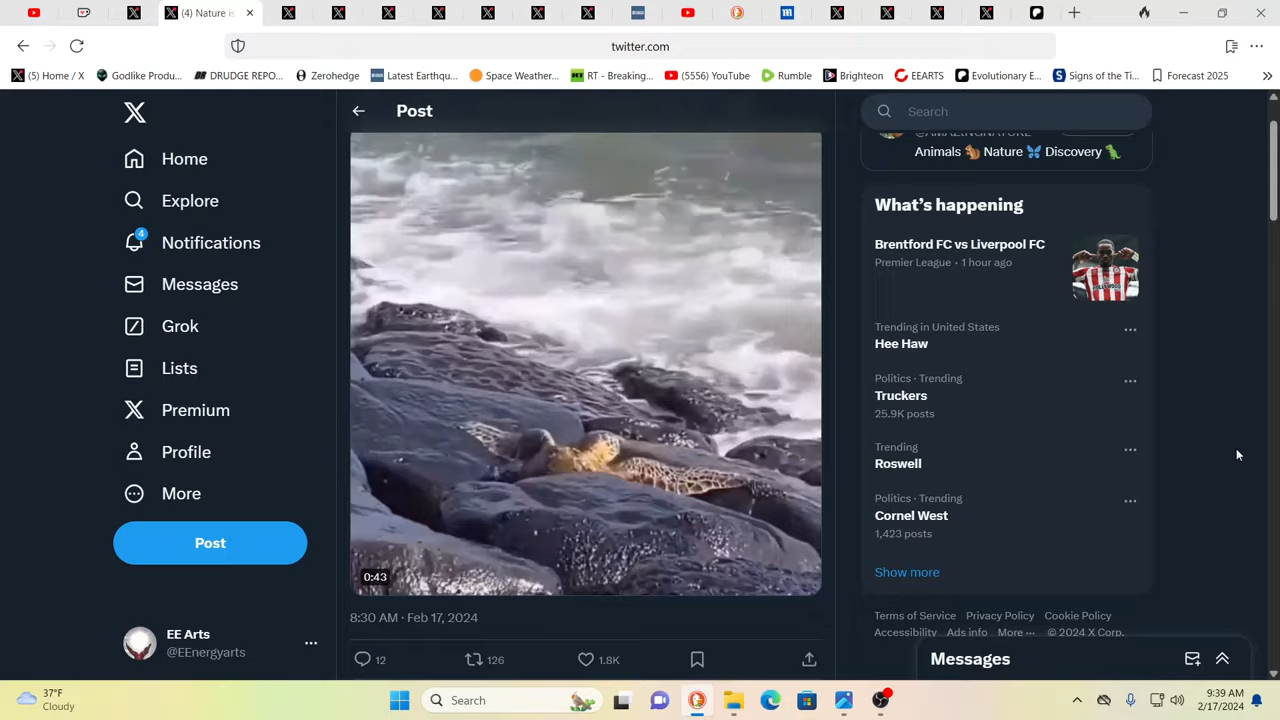 (4) Nature is
twitter.com
(5) Home / X
Godlike Produ...
DRUDGE REPO...
Zerohedge
Latest Earthqu...
Space Weather...
RT - Breaking...
(5556) YouTube
Rumble
Brighteon
EEARTS
Evolutionary E...
Signs of the Ti...
Forecast 2025
Home
Explore
4
Notifications
Messages
Grok
Lists
Premium
Profile
More
Post
EE Arts
@EEnergyarts
Post
0:43
8:30 AM · Feb 17, 2024
12
126
1.8K
Search
@AMAZINGNATURE
Animals 🐿️ Nature 🦋 Discovery 🦖
What's happening
Brentford FC vs Liverpool FC
Premier League · 1 hour ago
Trending in United States
Hee Haw
Politics · Trending
Truckers
25.9K posts
Trending
Roswell
Politics · Trending
Cornel West
1,423 posts
Show more
Terms of Service Privacy Policy Cookie Policy
Accessibility Ads info More ··· © 2024 X Corp.
Messages
37°F
Cloudy
Search
9:39 AM
2/17/2024